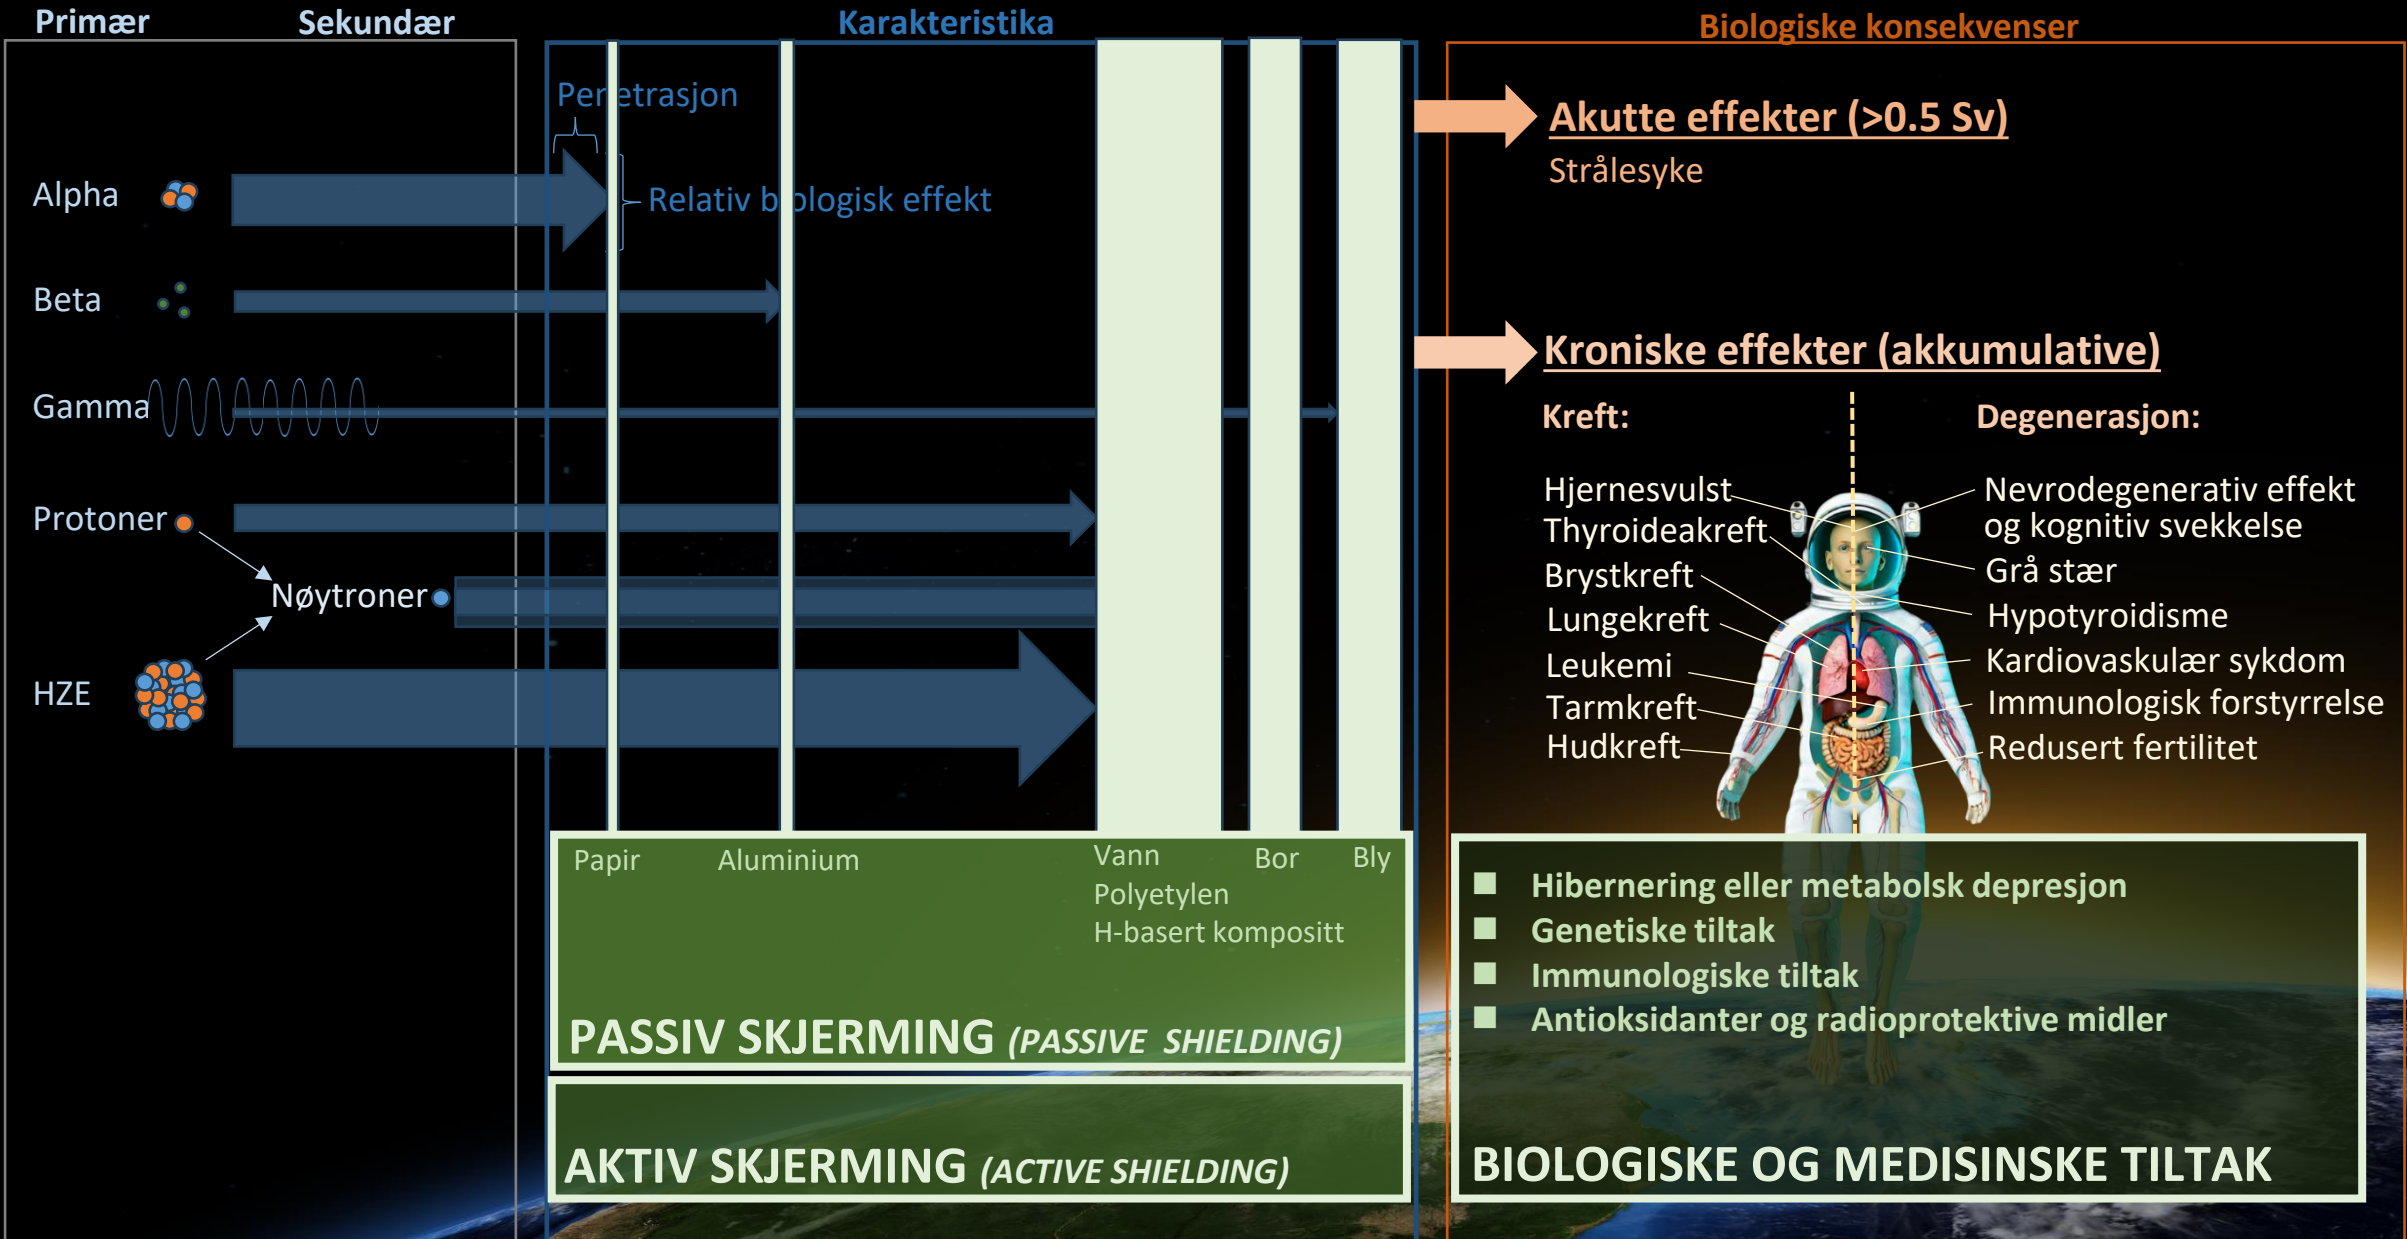 Primær
Sekundær
Karakteristika
Biologiske konsekvenser
Alpha
Beta
Gamma
Protoner
Nøytroner
HZE
Penetrasjon
Relativ biologisk effekt
Papir
Aluminium
Vann
Polyetylen
H-basert kompositt
Bor
Bly
PASSIV SKJERMING (PASSIVE SHIELDING)
AKTIV SKJERMING (ACTIVE SHIELDING)
Akutte effekter (>0.5 Sv)
Strålesyke
Kroniske effekter (akkumulative)
Kreft:
Hjernesvulst
Thyroideakreft
Brystkreft
Lungekreft
Leukemi
Tarmkreft
Hudkreft
Degenerasjon:
Nevrodegenerativ effekt
og kognitiv svekkelse
Grå stær
Hypotyroidisme
Kardiovaskulær sykdom
Immunologisk forstyrrelse
Redusert fertilitet
Hibernering eller metabolsk depresjon
Genetiske tiltak
Immunologiske tiltak
Antioksidanter og radioprotektive midler
BIOLOGISKE OG MEDISINSKE TILTAK